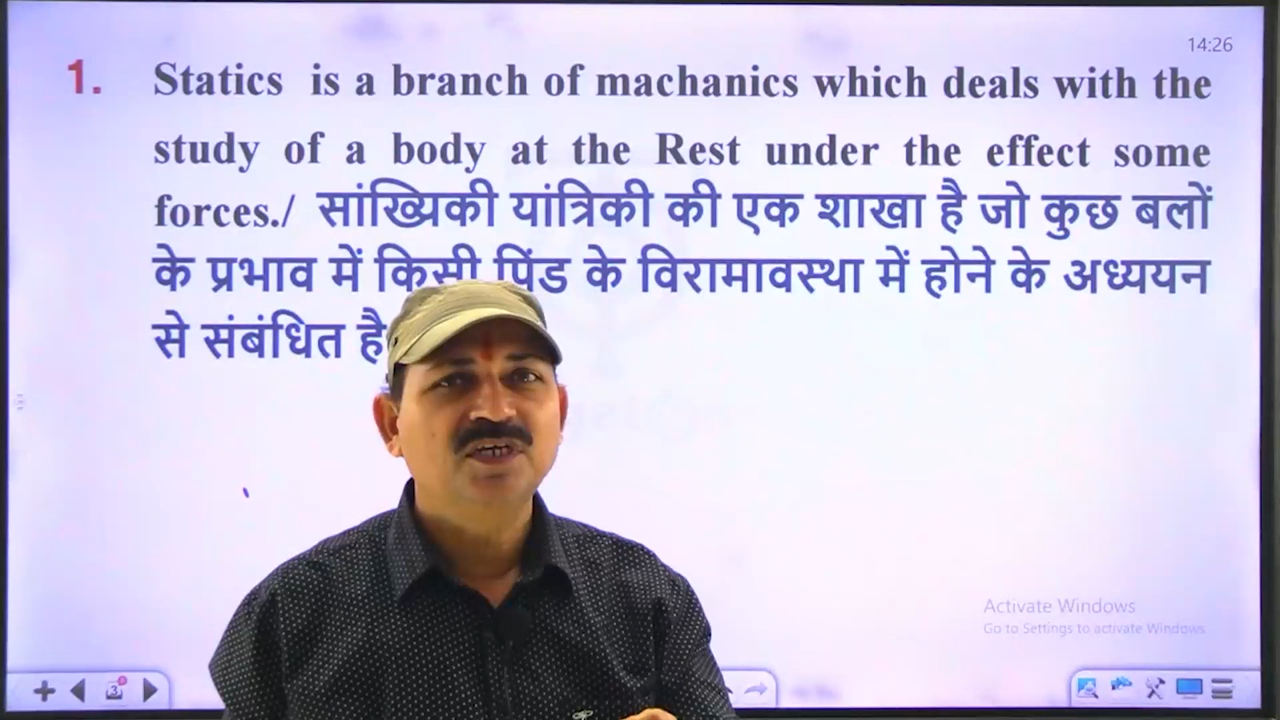 14:26
1. Statics is a branch of machanics which deals with the
study of a body at the Rest under the effect some
forces./ सांख्यिकी यांत्रिकी की एक शाखा है जो कुछ बलों
के प्रभाव में किसी पिंड के विरामावस्था में होने के अध्ययन
से संबंधित है
Activate Windows
Go to Settings to activate Windows
3